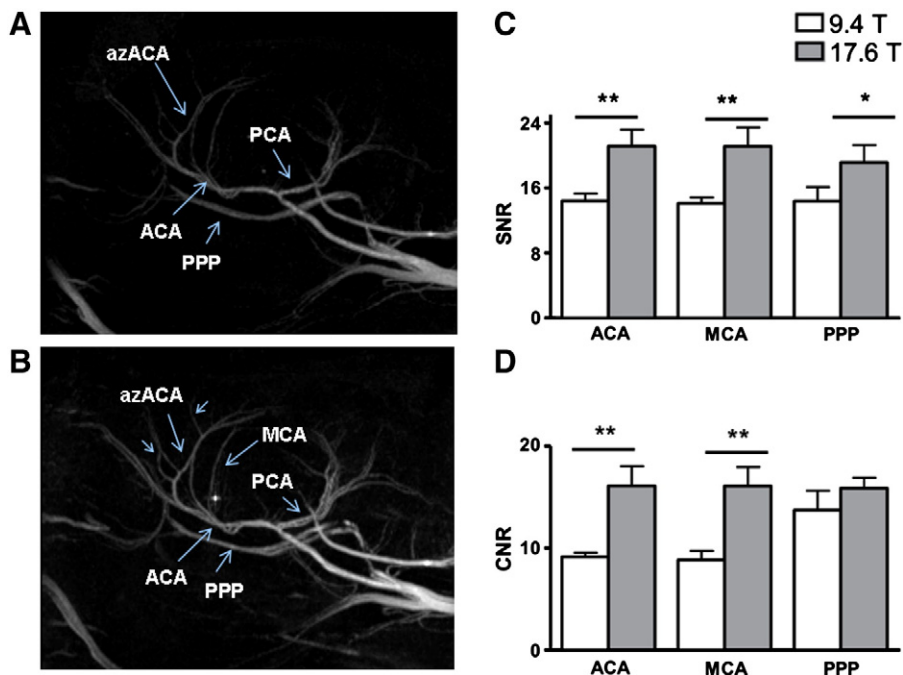 A
azACA
PCA
ACA
PPP
B
azACA
MCA
PCA
ACA
PPP
C
9.4 T
17.6 T
** ** *
24
16
8
0
SNR
ACA MCA PPP
D
** **
20
10
0
CNR
ACA MCA PPP